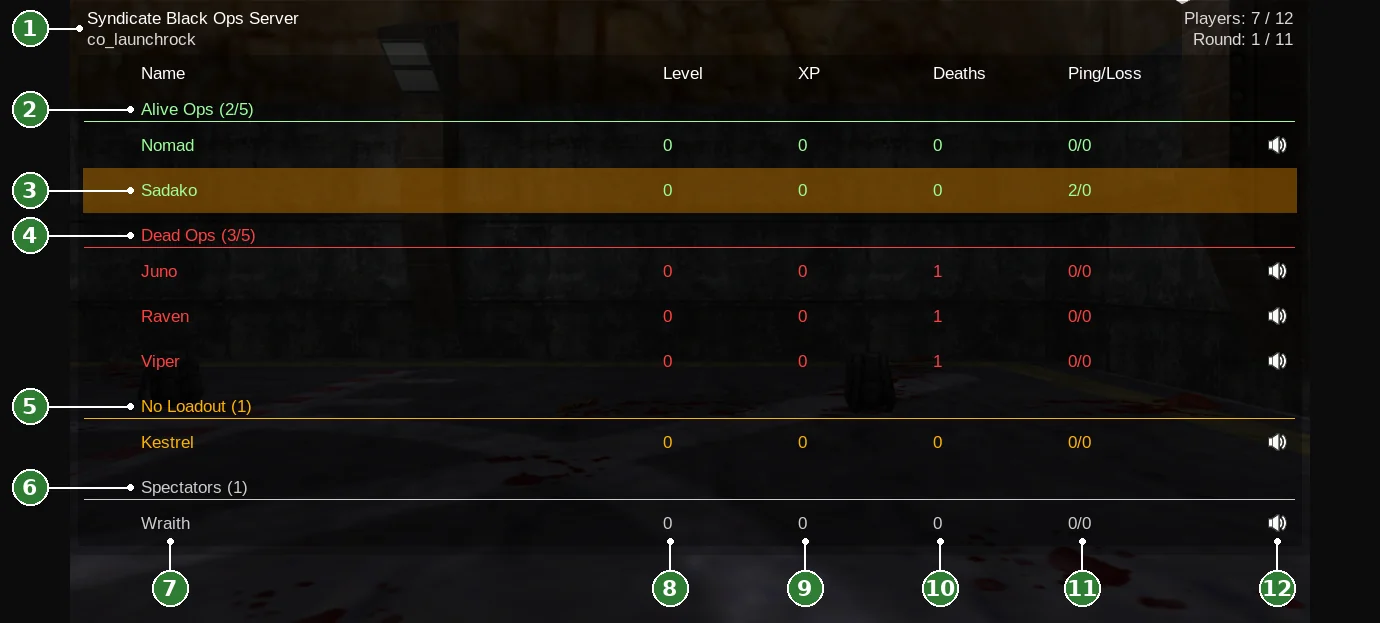 1 Syndicate Black Ops Server Players: 7 / 12
co_launchrock Round: 1 / 11
Name Level XP Deaths Ping/Loss
2 Alive Ops (2/5)
Nomad 0 0 0 0/0
3 Sadako 0 0 0 2/0
4 Dead Ops (3/5)
Juno 0 0 1 0/0
Raven 0 0 1 0/0
Viper 0 0 1 0/0
5 No Loadout (1)
Kestrel 0 0 0 0/0
6 Spectators (1)
Wraith 0 0 0 0/0
7 8 9 10 11 12